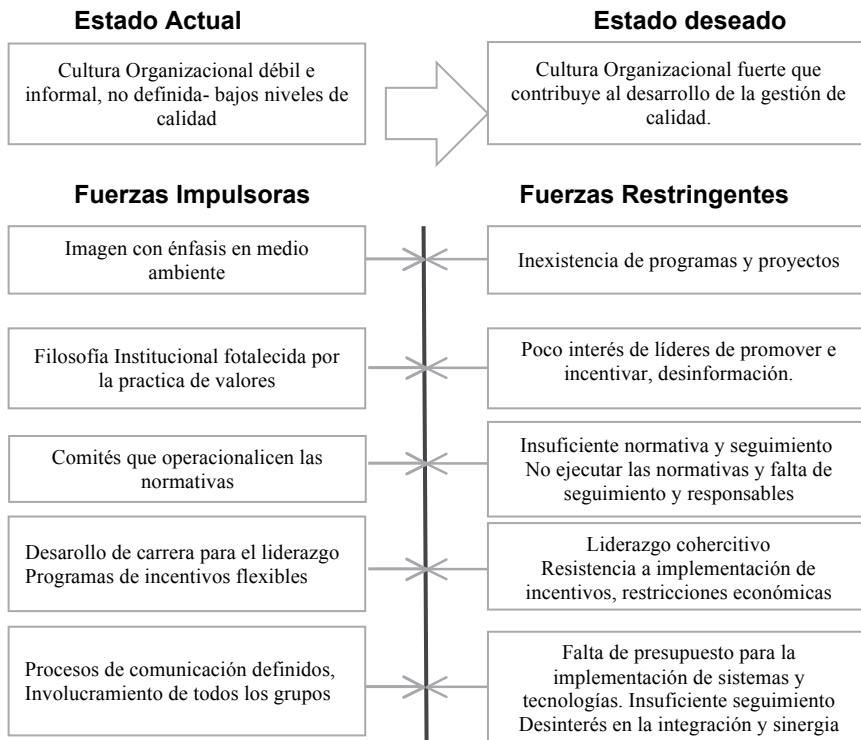 Estado Actual
Estado deseado
Cultura Organizacional débil e
informal, no definida- bajos niveles de
calidad
Cultura Organizacional fuerte que
contribuye al desarrollo de la gestión de
calidad.
Fuerzas Impulsoras
Fuerzas Restringentes
Imagen con énfasis en medio
ambiente
Inexistencia de programas y proyectos
Filosofía Institucional fotalecida por
la practica de valores
Poco interés de líderes de promover e
incentivar, desinformación.
Comités que operacionalicen las
normativas
Insuficiente normativa y seguimiento
No ejecutar las normativas y falta de
seguimiento y responsables
Desarollo de carrera para el liderazgo
Programas de incentivos flexibles
Liderazgo cohercitivo
Resistencia a implementación de
incentivos, restricciones económicas
Procesos de comunicación definidos,
Involucramiento de todos los grupos
Falta de presupuesto para la
implementación de sistemas y
tecnologías. Insuficiente seguimiento
Desinterés en la integración y sinergia